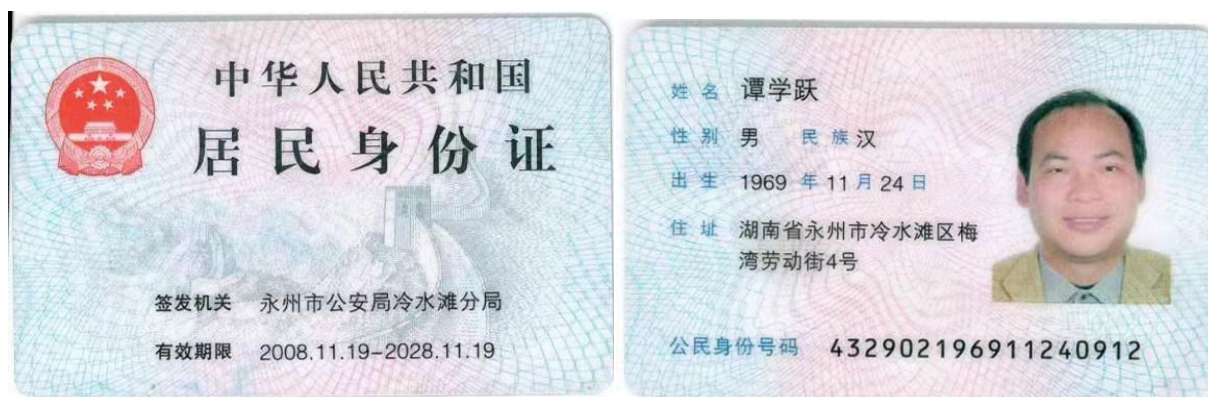 中华人民共和国
居民身份证
签发机关 永州市公安局冷水滩分局
有效期限 2008.11.19-2028.11.19
姓名 谭学跃
性别 男 民族 汉
出生 1969 年 11 月 24 日
住址 湖南省永州市冷水滩区梅
湾劳动街4号
公民身份号码 432902196911240912